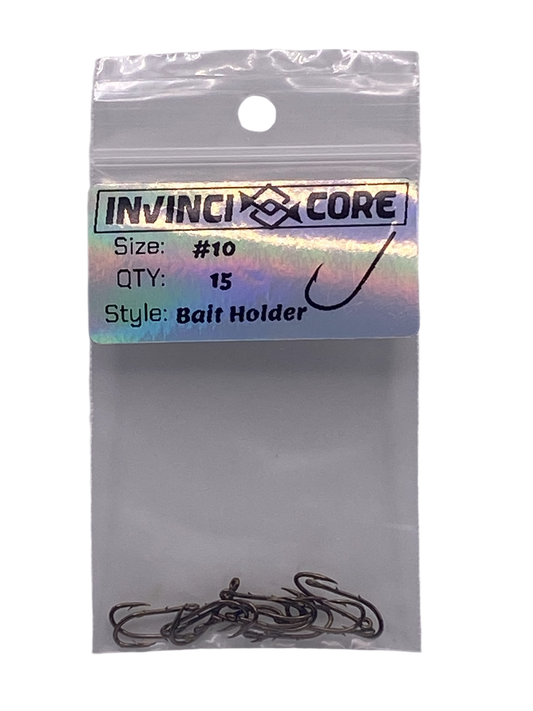 INVINCI CORE
Size: #10
QTY: 15
Style: Bait Holder